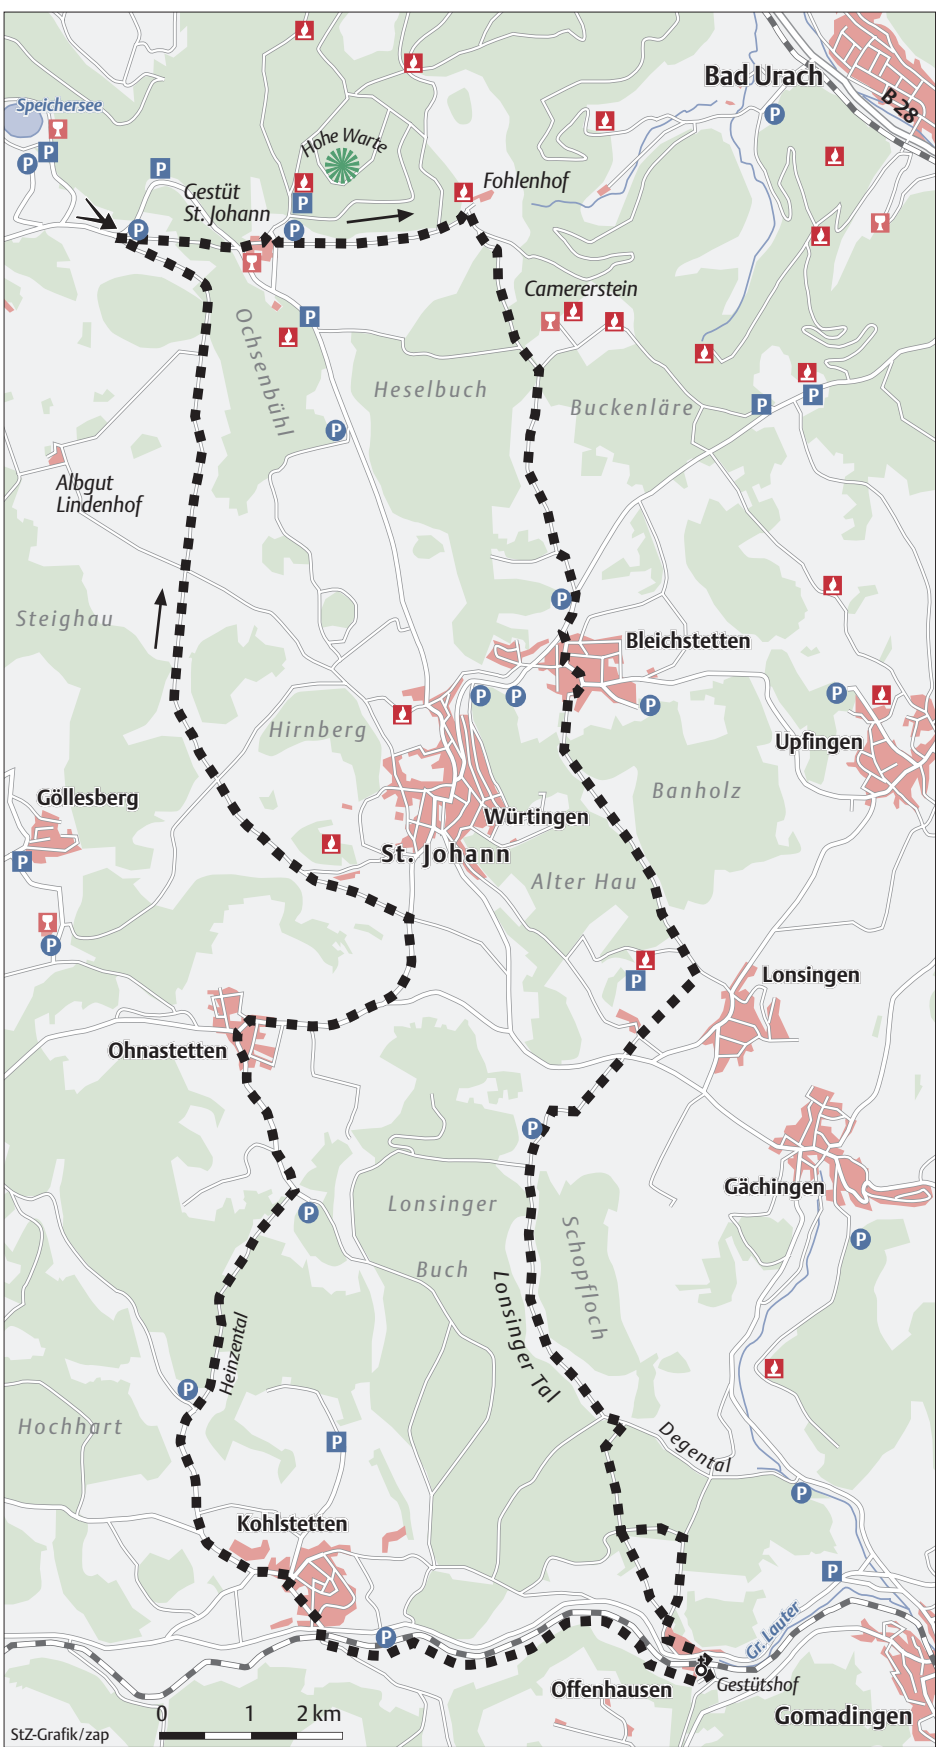 Bad Urach
B 28
Speichersee
P
P
P
P
Hohe Warte
Gestüt
St. Johann
P
P
P
Fohlenhof
Camererstein
P
Ochsenbühl
Heselbuch
Buckenläre
P
P
P
Albgut
Lindenhof
Steighau
P
Bleichstetten
P
P
P
P
Hirnberg
Upfingen
Göllesberg
Banholz
Würtingen
St. Johann
P
Alter Hau
P
P
Lonsingen
Ohnastetten
P
Gächingen
Lonsinger
Buch
P
Schopfloch
P
Lonsinger Tal
Heinzental
P
Hochhart
P
Degental
P
Kohlstetten
P
P
Gr. Lauter
Offenhausen
Gestütshof
Gomadingen
0 1 2 km
StZ-Grafik/zap